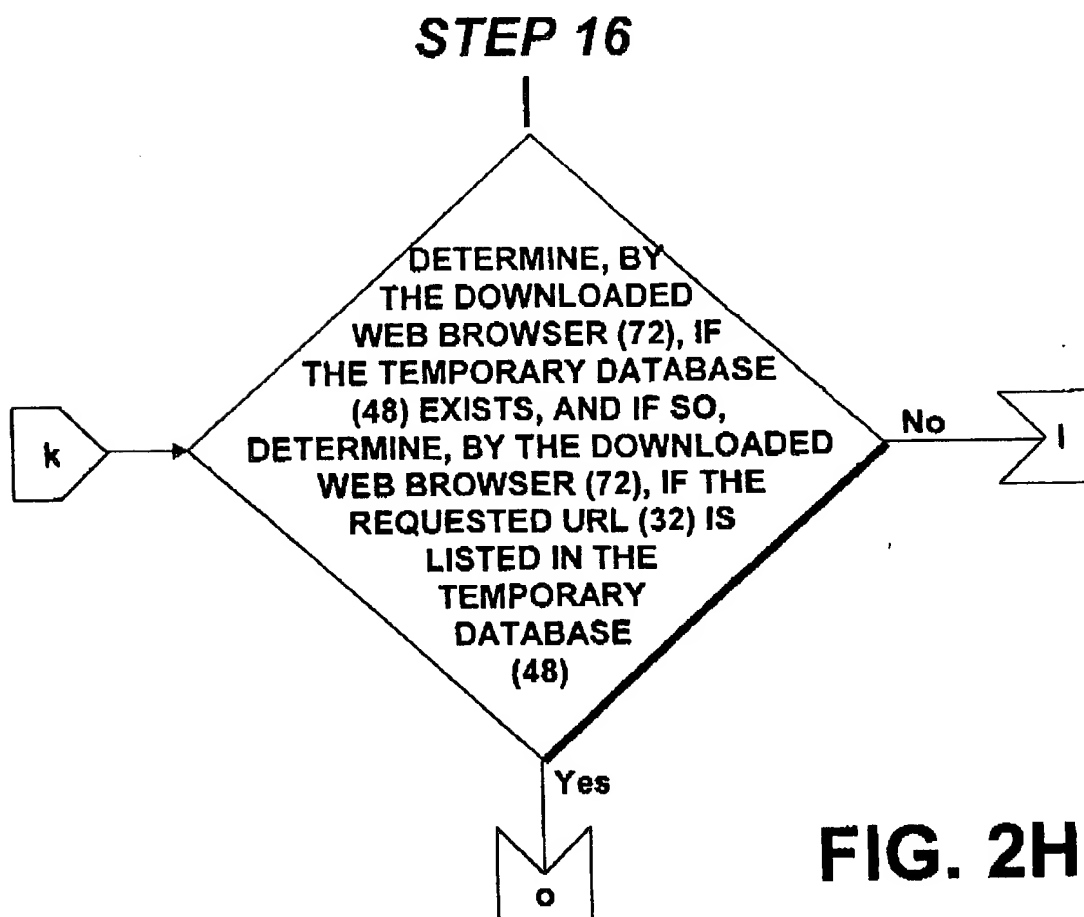 STEP 16
DETERMINE, BY
THE DOWNLOADED
WEB BROWSER (72), IF
THE TEMPORARY DATABASE
(48) EXISTS, AND IF SO,
DETERMINE, BY THE DOWNLOADED
WEB BROWSER (72), IF THE
REQUESTED URL (32) IS
LISTED IN THE
TEMPORARY
DATABASE
(48)
k
No
l
Yes
o
FIG. 2H